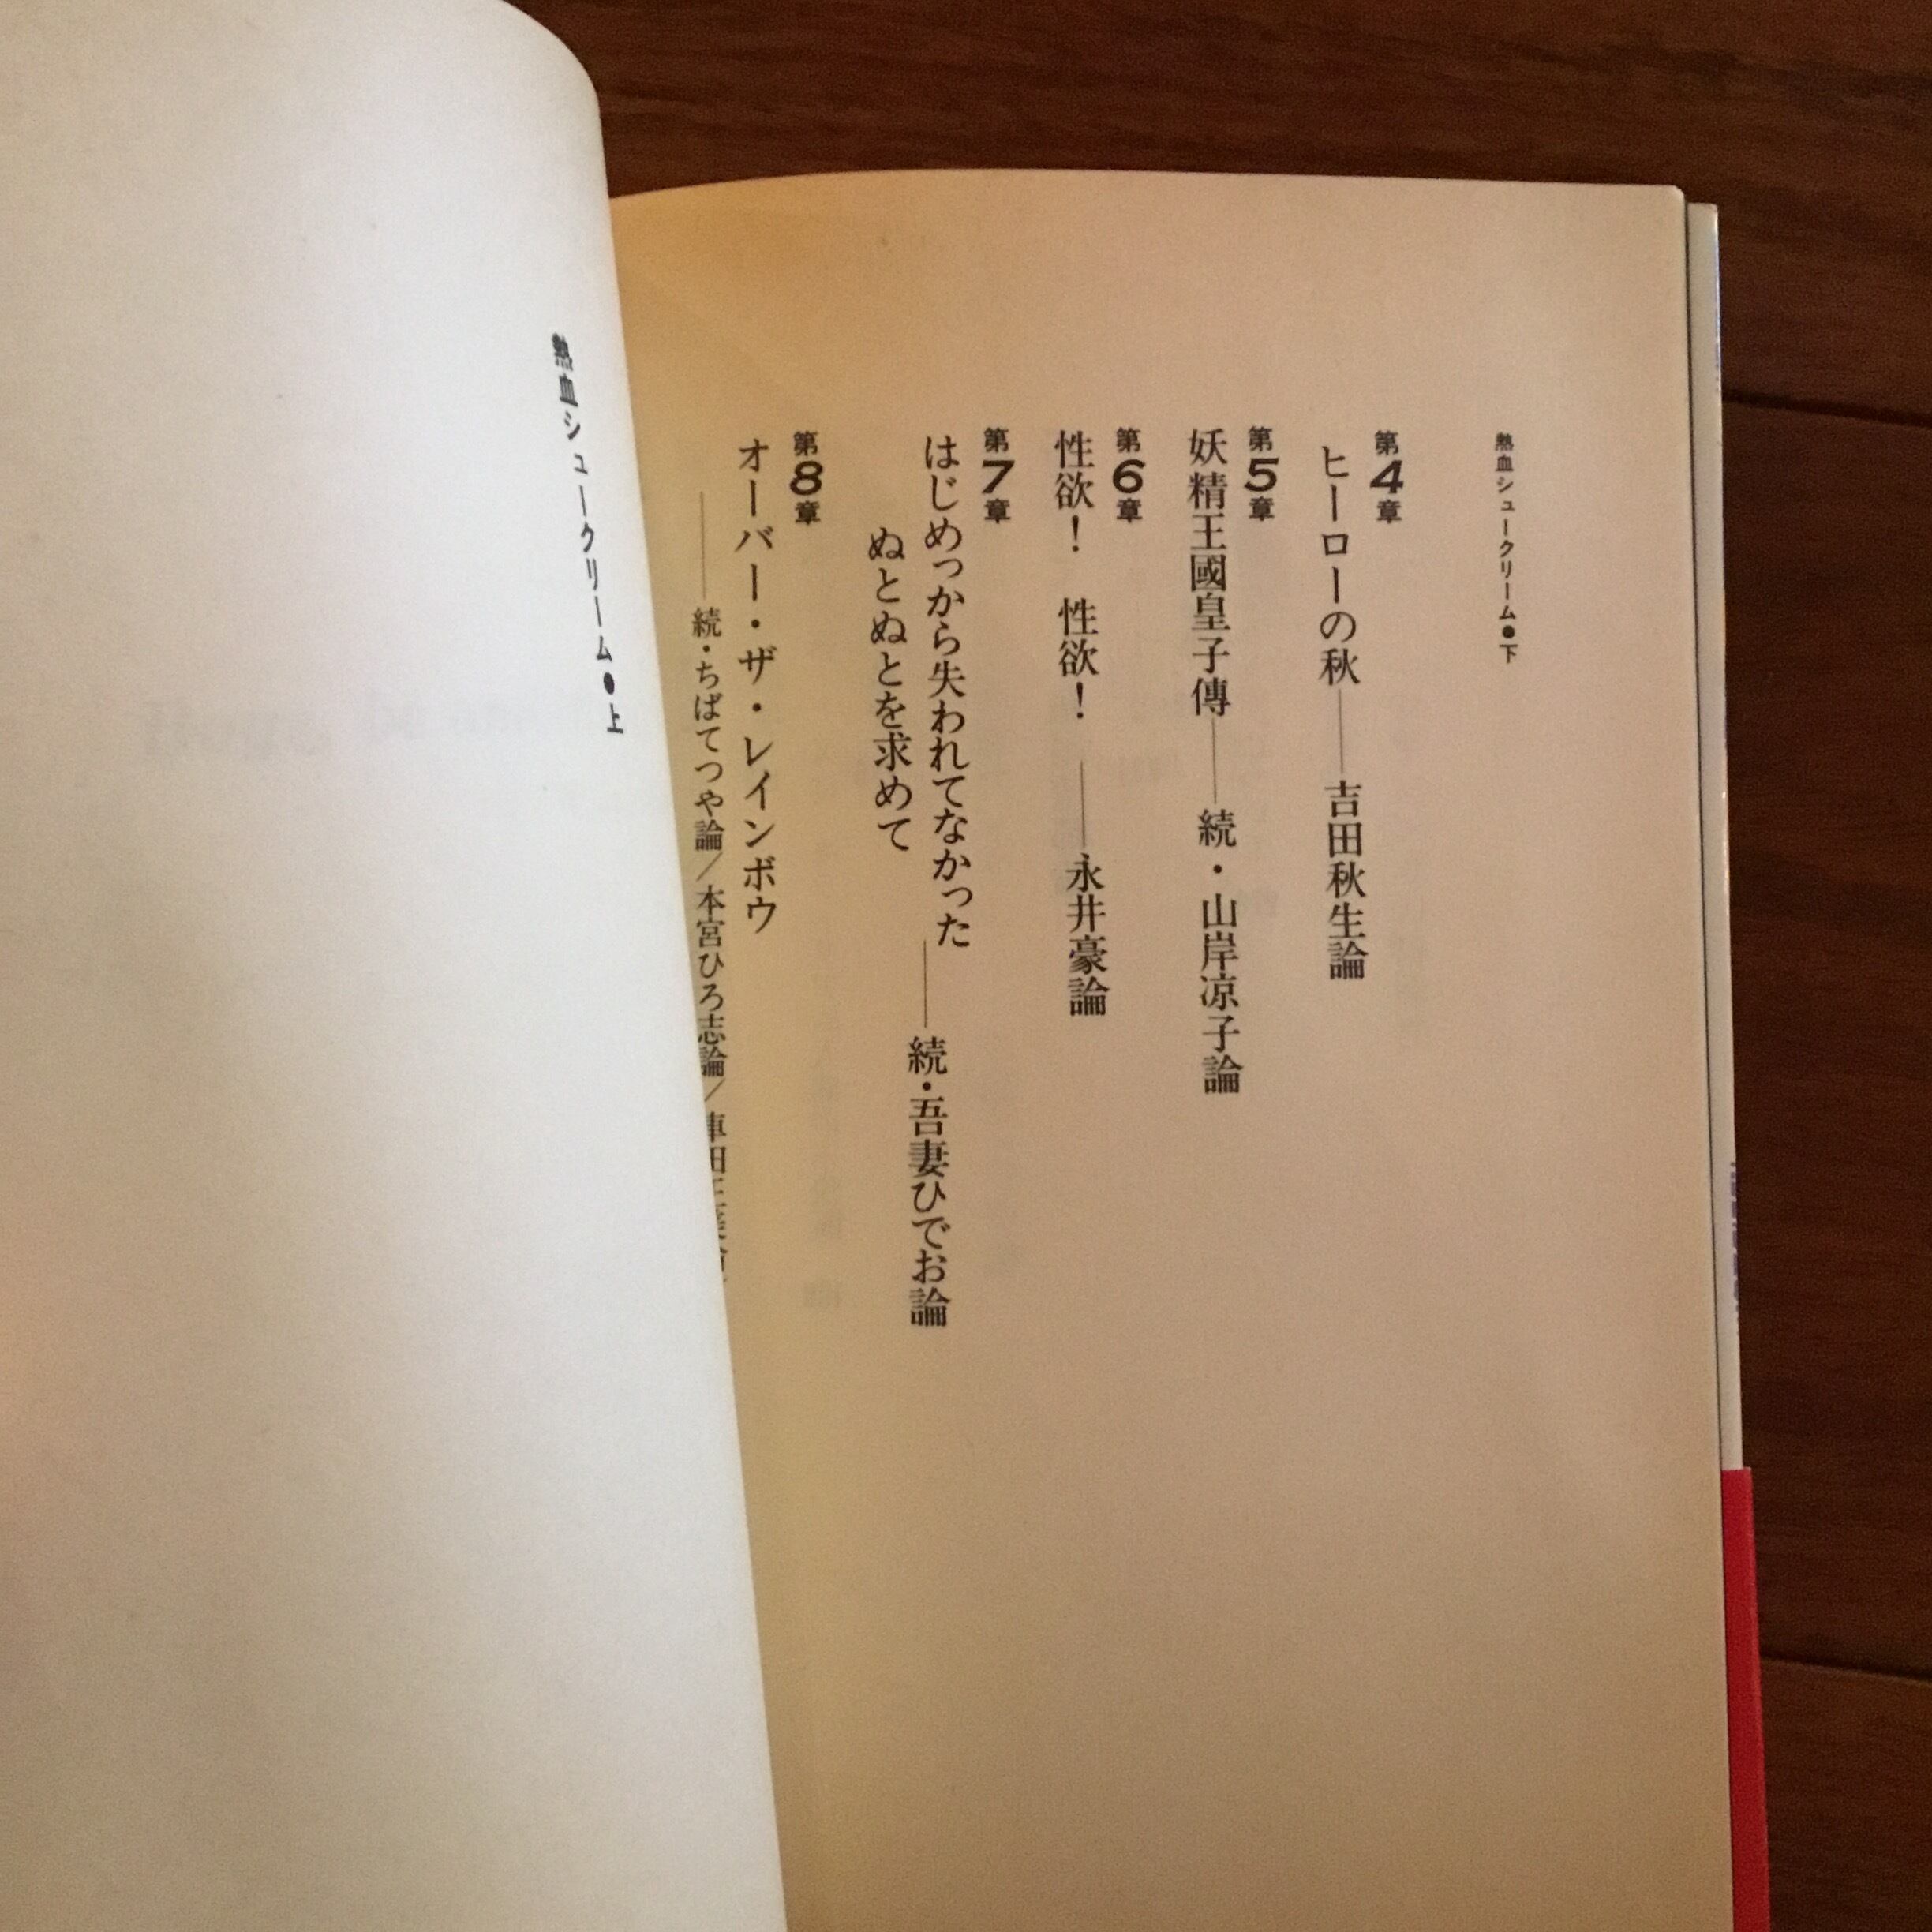 熱血シュークリーム●下
第4章
ヒーローの秋――吉田秋生論
第5章
妖精王國皇子傳――続・山岸凉子論
第6章
性欲！　性欲！――永井豪論
第7章
はじめっから失われてなかった
ぬとぬとを求めて
――続・吾妻ひでお論
第8章
オーバー・ザ・レインボウ
――続・ちばてつや論／本宮ひろ志論／車田正美論
熱血シュークリーム●上